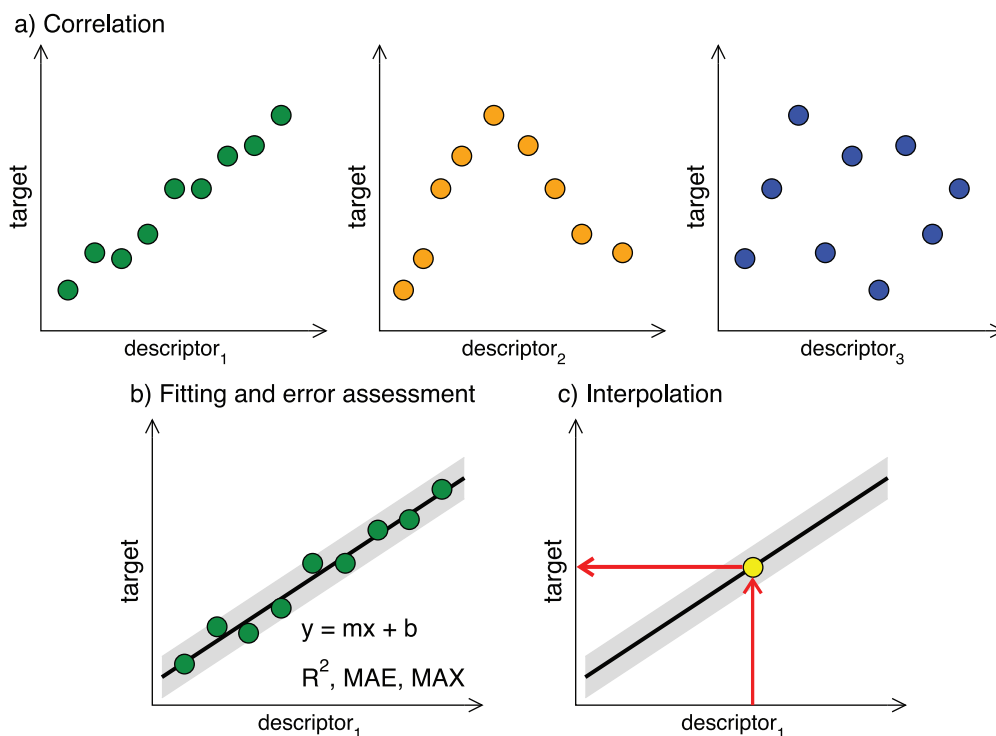 a) Correlation
target
descriptor₁
target
descriptor₂
target
descriptor₃
b) Fitting and error assessment
target
y = mx + b
R², MAE, MAX
descriptor₁
c) Interpolation
target
descriptor₁